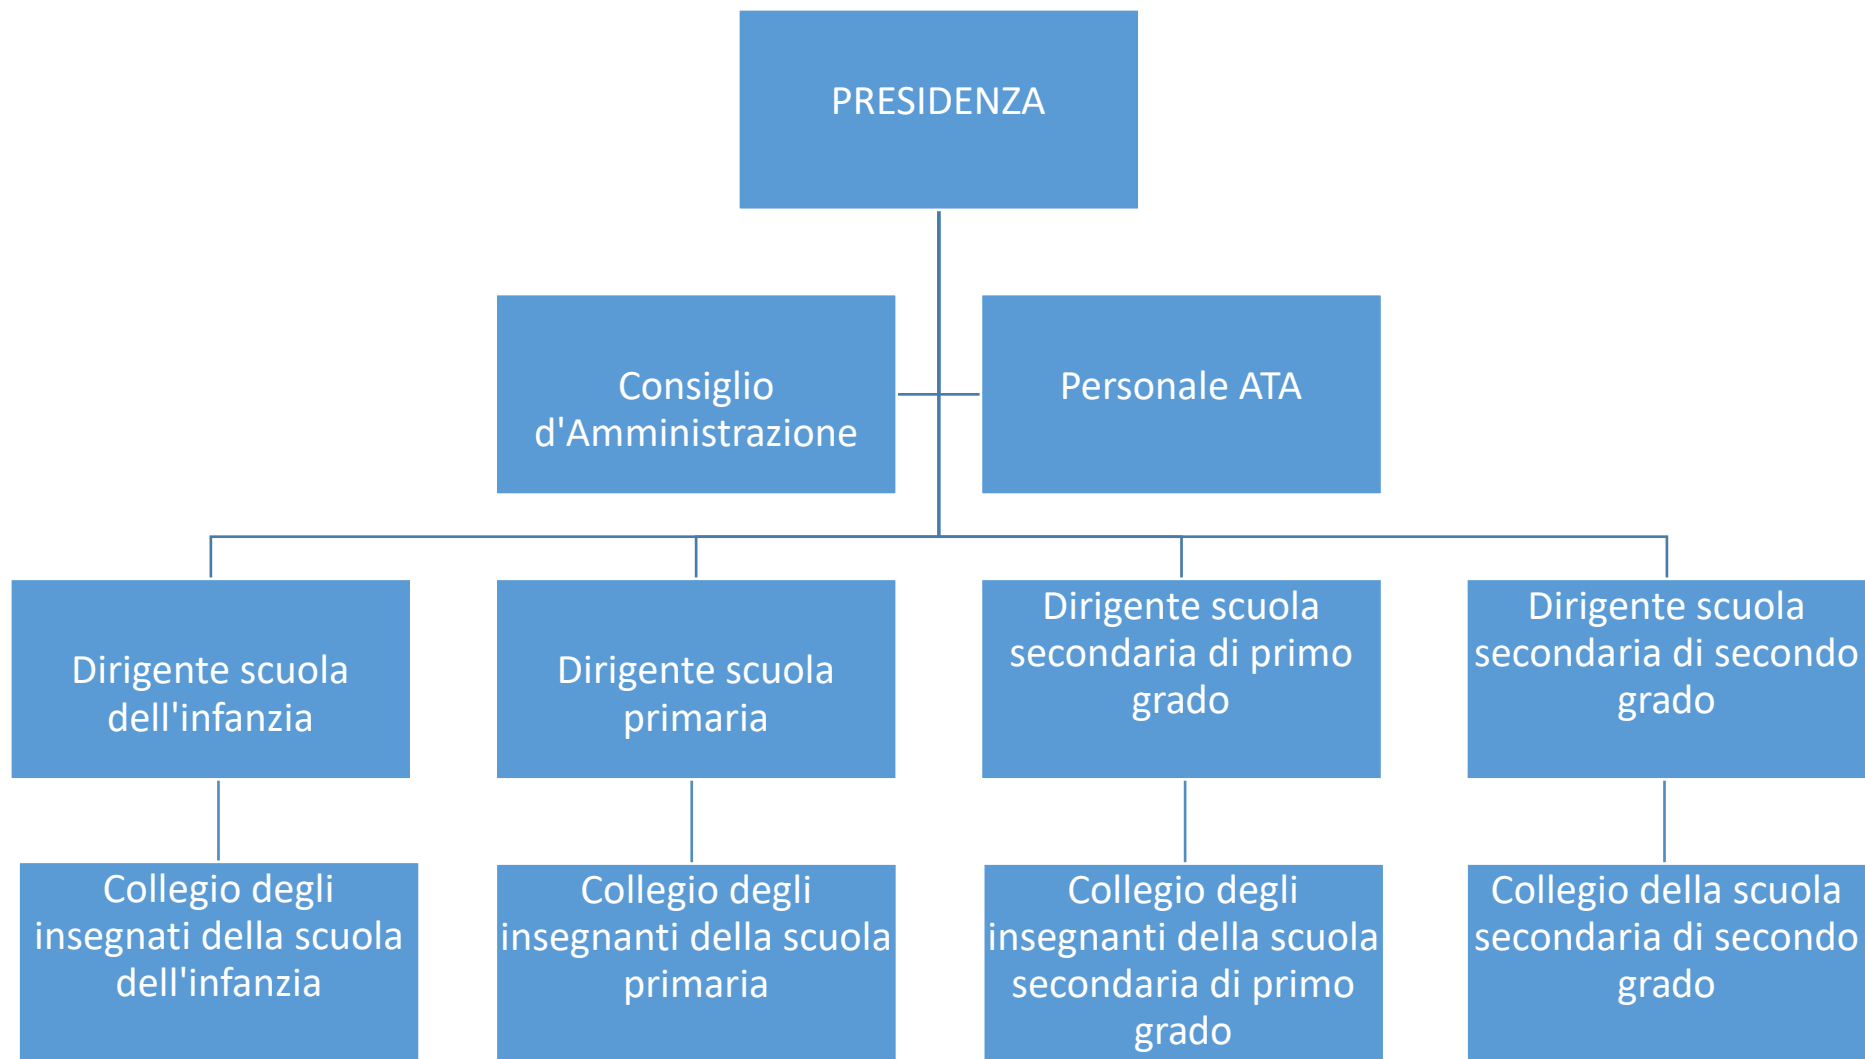 PRESIDENZA
Consiglio
d'Amministrazione
Personale ATA
Dirigente scuola
dell'infanzia
Dirigente scuola
primaria
Dirigente scuola
secondaria di primo
grado
Dirigente scuola
secondaria di secondo
grado
Collegio degli
insegnati della scuola
dell'infanzia
Collegio degli
insegnanti della scuola
primaria
Collegio degli
insegnanti della scuola
secondaria di primo
grado
Collegio della scuola
secondaria di secondo
grado